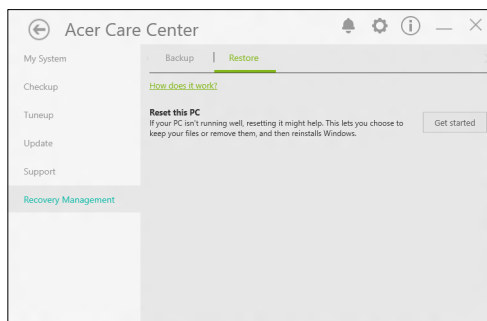 Acer Care Center
My System
Checkup
Tuneup
Update
Support
Recovery Management
Backup | Restore
How does it work?
Reset this PC
If your PC isn't running well, resetting it might help. This lets you choose to
keep your files or remove them, and then reinstalls Windows.
Get started